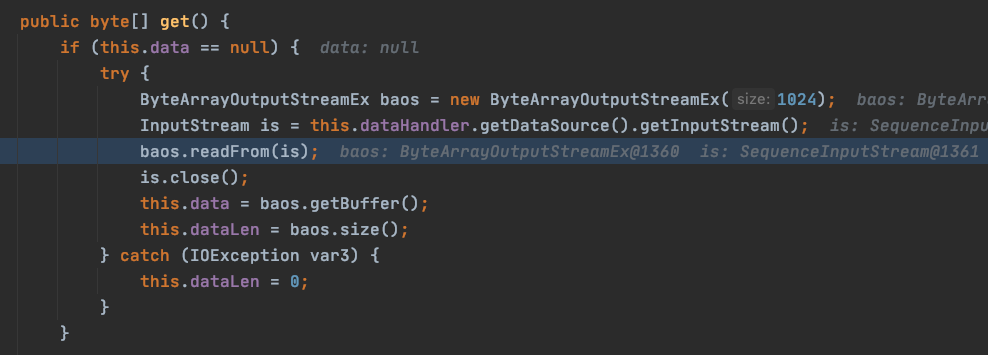 public byte[] get() {
if (this.data == null) { data: null
try {
ByteArrayOutputStreamEx baos = new ByteArrayOutputStreamEx( size: 1024); baos: ByteArr
InputStream is = this.dataHandler.getDataSource().getInputStream(); is: SequenceInpu
baos.readFrom(is); baos: ByteArrayOutputStreamEx@1360 is: SequenceInputStream@1361
is.close();
this.data = baos.getBuffer();
this.dataLen = baos.size();
} catch (IOException var3) {
this.dataLen = 0;
}
}